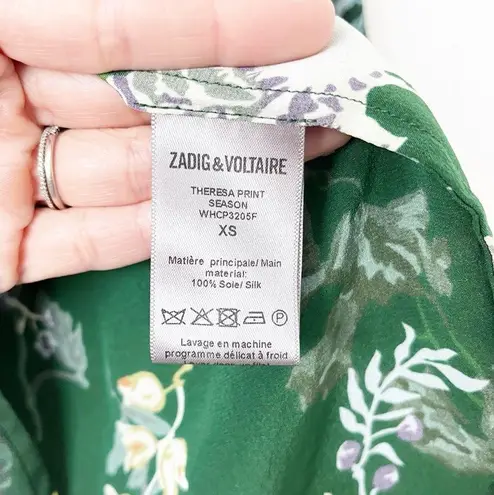 ZADIG&VOLTAIRE
THERESA PRINT
SEASON
WHCP3205F
XS
Matière principale/ Main
material:
100% Soie/ Silk
P
Lavage en machine
programme délicat à froid